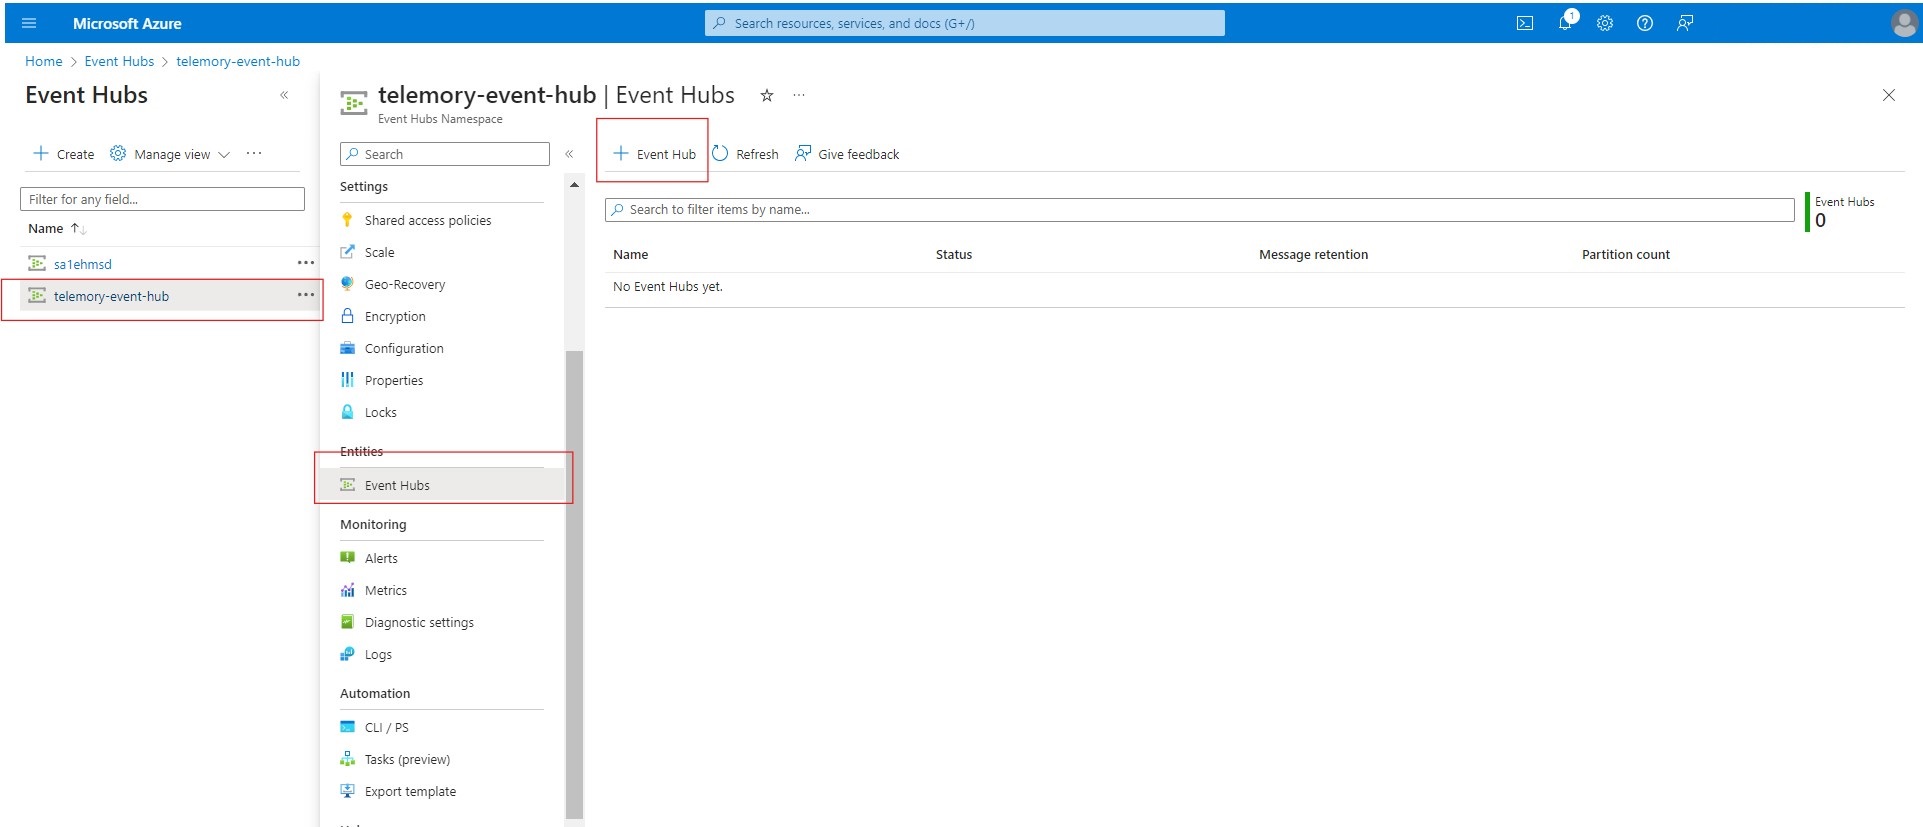 Microsoft Azure
Search resources, services, and docs (G+/)
1
Home > Event Hubs > telemory-event-hub
Event Hubs
«
Create
Manage view
...
Filter for any field...
Name ↑↓
sa1ehmsd
...
telemory-event-hub
...
telemory-event-hub | Event Hubs
...
Event Hubs Namespace
Search
«
Settings
Shared access policies
Scale
Geo-Recovery
Encryption
Configuration
Properties
Locks
Entities
Event Hubs
Monitoring
Alerts
Metrics
Diagnostic settings
Logs
Automation
CLI / PS
Tasks (preview)
Export template
+ Event Hub
Refresh
Give feedback
Search to filter items by name...
Event Hubs
0
Name Status Message retention Partition count
No Event Hubs yet.